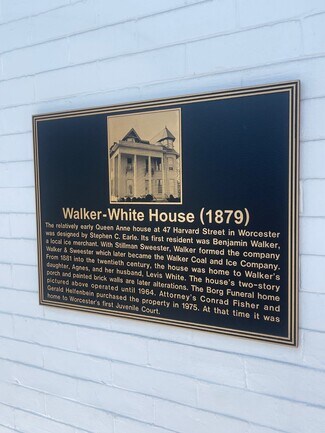 Walker-White House (1879)
The relatively early Queen Anne house at 47 Harvard Street in Worcester
was designed by Stephen C. Earle. Its first resident was Benjamin Walker,
a local ice merchant. With Stillman Sweester, Walker formed the company
Walker & Sweester which later became the Walker Coal and Ice Company.
From 1881 into the twentieth century, the house was home to Walker's
daughter, Agnes, and her husband, Levis White. The house's two-story
porch and painted brick walls are later alterations. The Borg Funeral home
pictured above operated until 1964. Attorney's Conrad Fisher and
Gerald Helfenbein purchased the property in 1975. At that time it was
home to Worcester's first Juvenile Court.